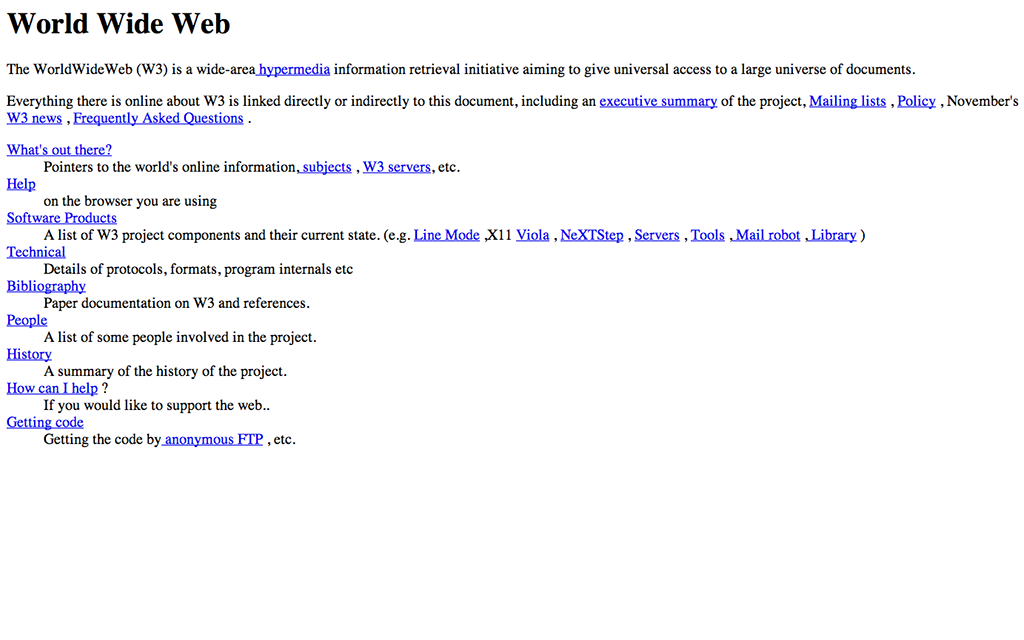 World Wide Web
The WorldWideWeb (W3) is a wide-area hypermedia information retrieval initiative aiming to give universal access to a large universe of documents.
Everything there is online about W3 is linked directly or indirectly to this document, including an executive summary of the project, Mailing lists , Policy , November's
W3 news , Frequently Asked Questions .
What's out there?
Pointers to the world's online information, subjects , W3 servers, etc.
Help
on the browser you are using
Software Products
A list of W3 project components and their current state. (e.g. Line Mode ,X11 Viola , NeXTStep , Servers , Tools , Mail robot , Library )
Technical
Details of protocols, formats, program internals etc
Bibliography
Paper documentation on W3 and references.
People
A list of some people involved in the project.
History
A summary of the history of the project.
How can I help ?
If you would like to support the web..
Getting code
Getting the code by anonymous FTP , etc.